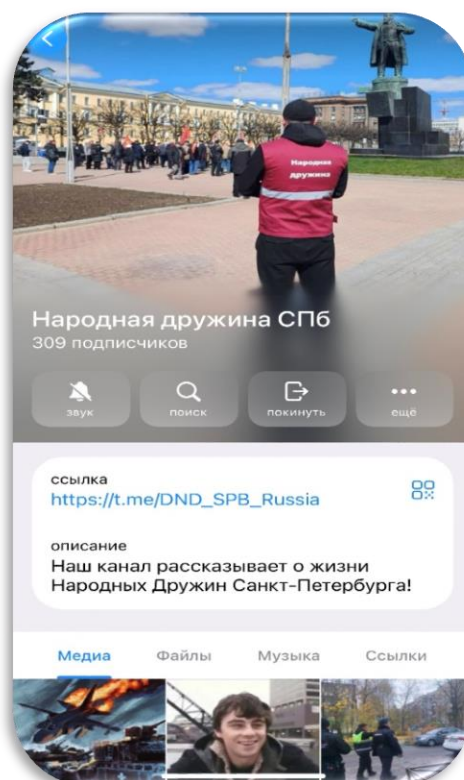 Народная
дружина
Народная дружина СПб
309 подписчиков
звук
поиск
покинуть
ещё
ссылка
https://t.me/DND_SPB_Russia
описание
Наш канал рассказывает о жизни
Народных Дружин Санкт-Петербурга!
Медиа
Файлы
Музыка
Ссылки